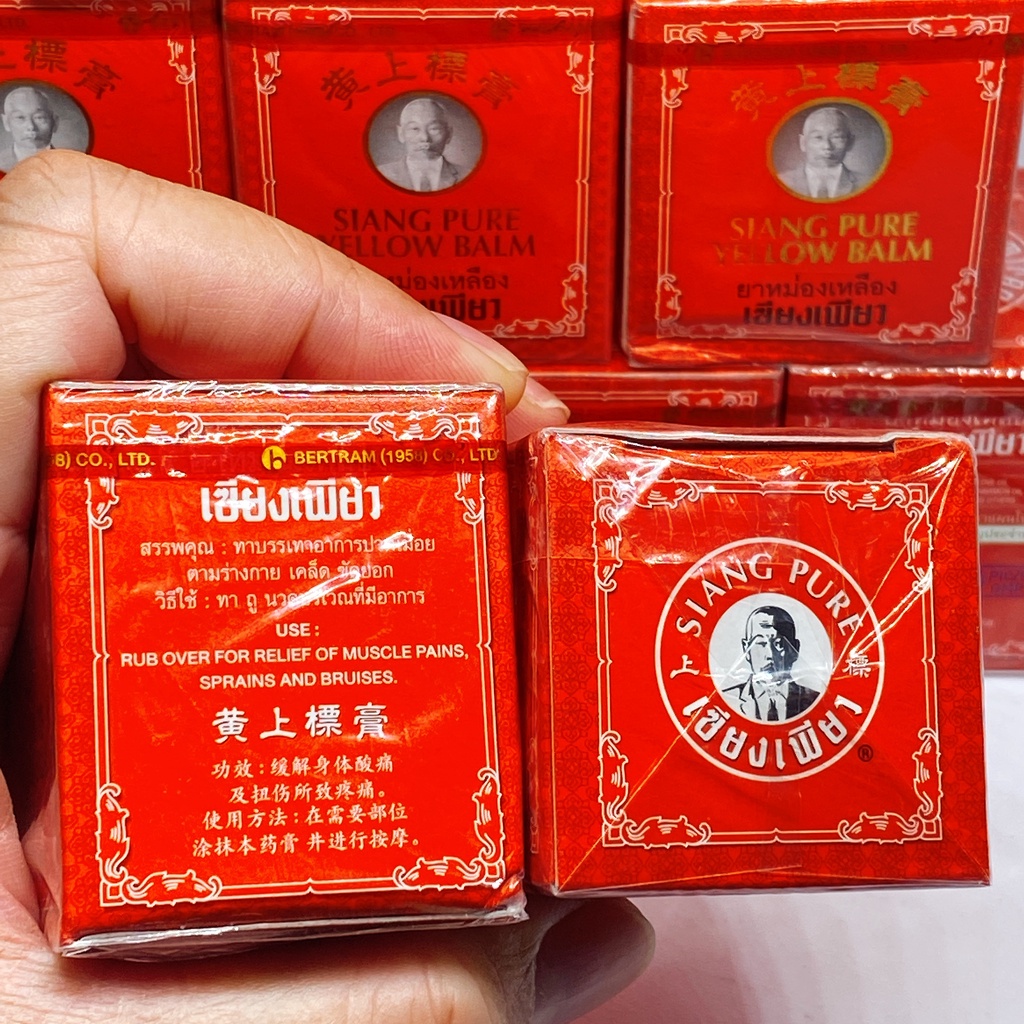 上標膏
黄上標膏
SIANG PURE
YELLOW BALM
ยาหม่องเหลือง
เซียงเพียว
黄上標膏
SIANG PURE
YELLOW BALM
ยาหม่องเหลือง
เซียงเพียว
8) CO., LTD. BERTRAM (1958) CO., LTD
เซียงเพียว
สรรพคุณ : ทาบรรเทาอาการปวดเมื่อย
ตามร่างกาย เคล็ด ขัดยอก
วิธีใช้ : ทา ถู นวดบริเวณที่มีอาการ
USE :
RUB OVER FOR RELIEF OF MUSCLE PAINS,
SPRAINS AND BRUISES.
黄上標膏
功效:缓解身体酸痛
及扭伤所致疼痛。
使用方法:在需要部位
涂抹本药膏 并进行按摩。
SIANG PURE
上 標
เซียงเพียว ®